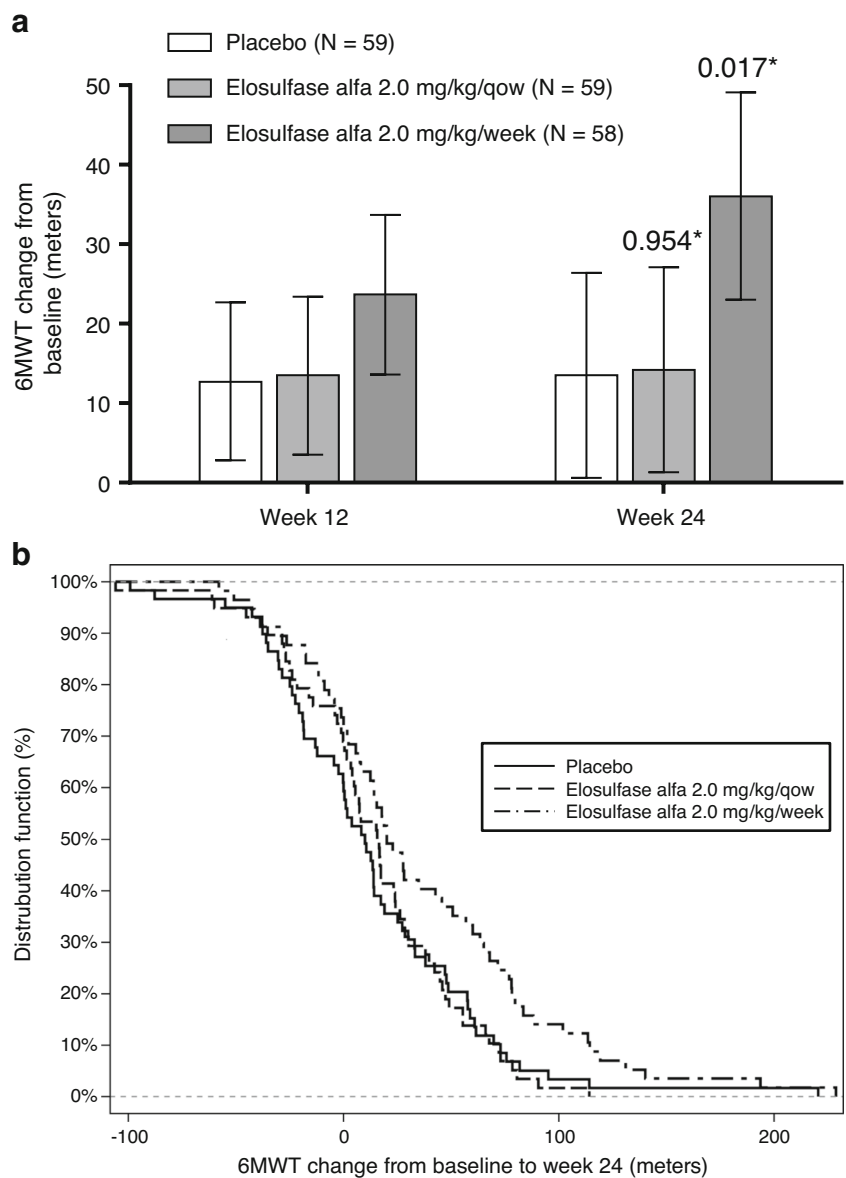 a
Placebo (N = 59)
Elosulfase alfa 2.0 mg/kg/qow (N = 59)
Elosulfase alfa 2.0 mg/kg/week (N = 58)
0.017*
0.954*
50
40
30
20
10
0
6MWT change from
baseline (meters)
Week 12
Week 24
b
100%
90%
80%
70%
60%
50%
40%
30%
20%
10%
0%
Distrubution function (%)
Placebo
Elosulfase alfa 2.0 mg/kg/qow
Elosulfase alfa 2.0 mg/kg/week
-100
0
100
200
6MWT change from baseline to week 24 (meters)